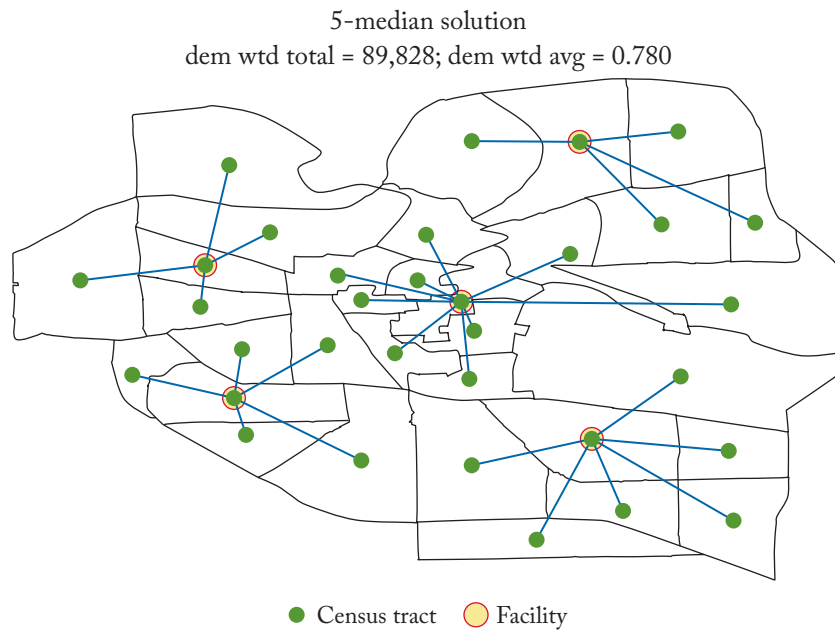 5-median solution
dem wtd total = 89,828; dem wtd avg = 0.780
Census tract
Facility